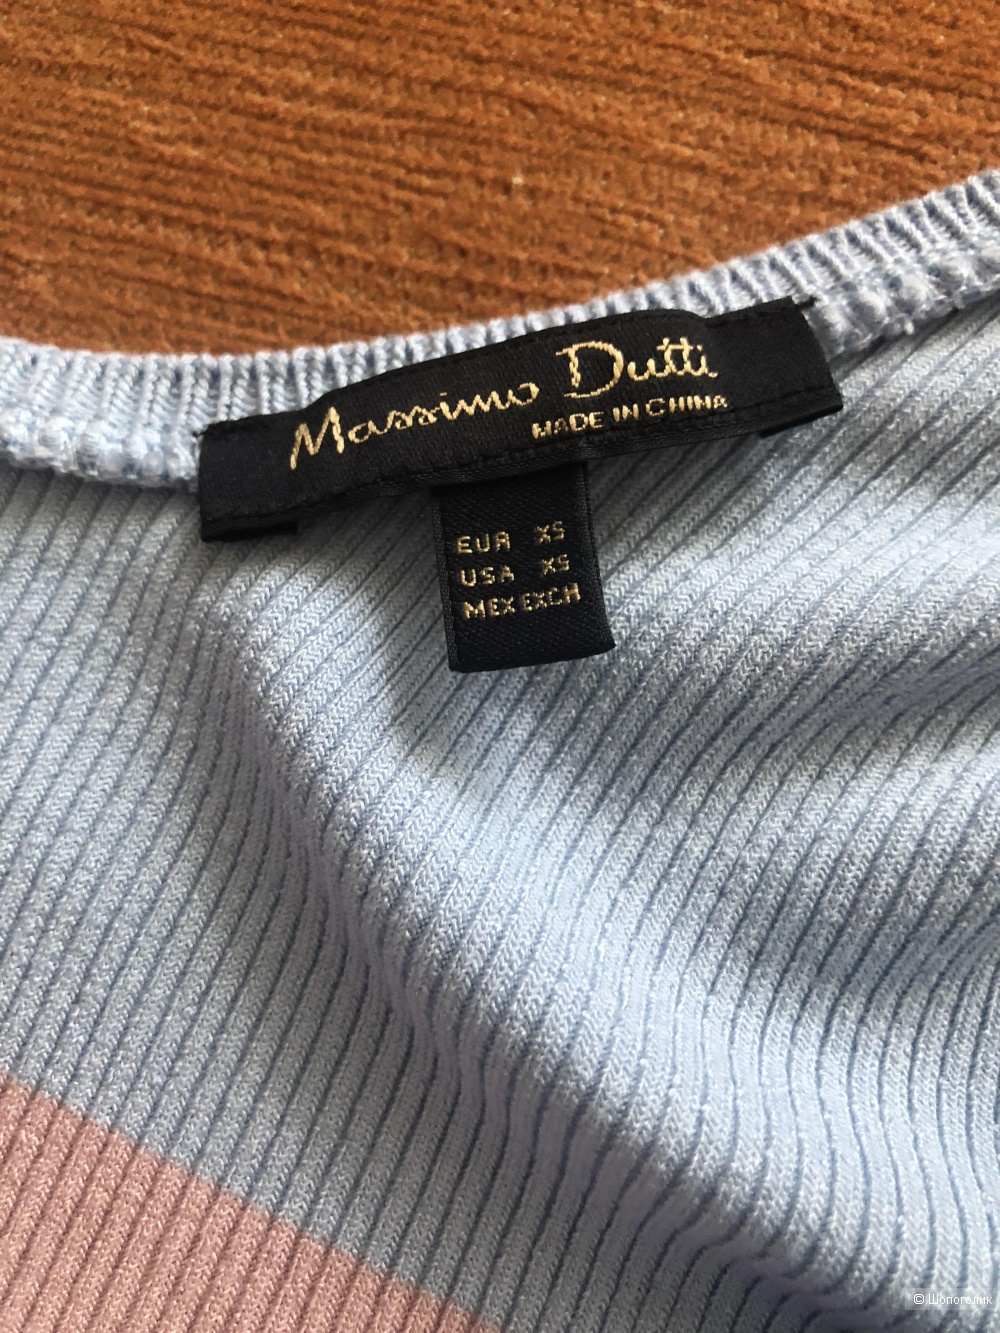 Massimo Dutti
MADE IN CHINA
EUR XS
USA XS
MEX EXCH
© Шопоголик